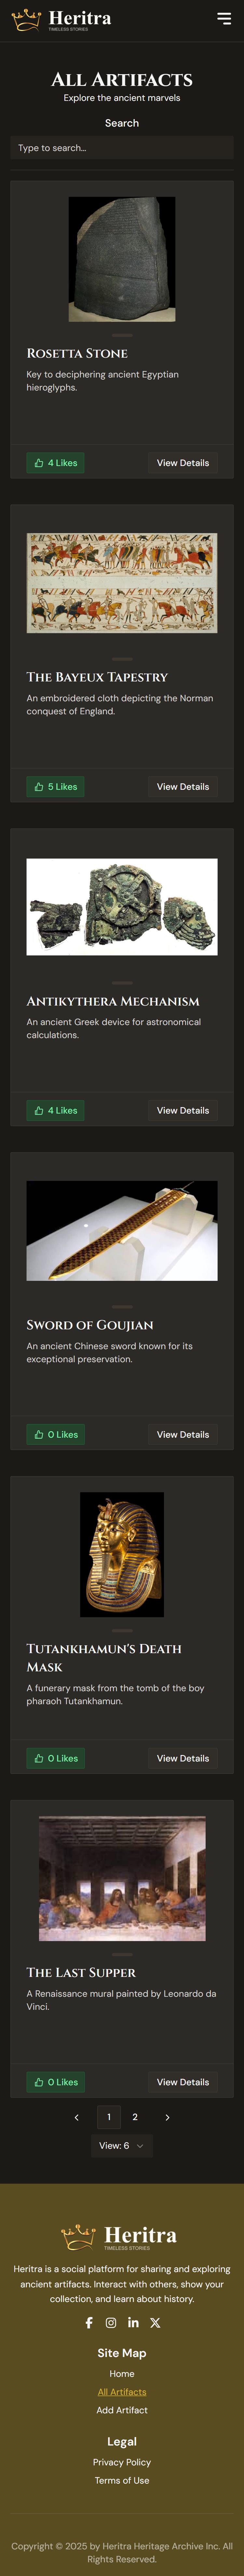 Heritra
TIMELESS STORIES
All Artifacts
Explore the ancient marvels
Search
Type to search...
Rosetta Stone
Key to deciphering ancient Egyptian
hieroglyphs.
4 Likes
View Details
The Bayeux Tapestry
An embroidered cloth depicting the Norman
conquest of England.
5 Likes
View Details
Antikythera Mechanism
An ancient Greek device for astronomical
calculations.
4 Likes
View Details
Sword of Goujian
An ancient Chinese sword known for its
exceptional preservation.
0 Likes
View Details
Tutankhamun's Death
Mask
A funerary mask from the tomb of the boy
pharaoh Tutankhamun.
0 Likes
View Details
The Last Supper
A Renaissance mural painted by Leonardo da
Vinci.
0 Likes
View Details
1 2
View: 6
Heritra
TIMELESS STORIES
Heritra is a social platform for sharing and exploring
ancient artifacts. Interact with others, show your
collection, and learn about history.
Site Map
Home
All Artifacts
Add Artifact
Legal
Privacy Policy
Terms of Use
Copyright © 2025 by Heritra Heritage Archive Inc. All
Rights Reserved.